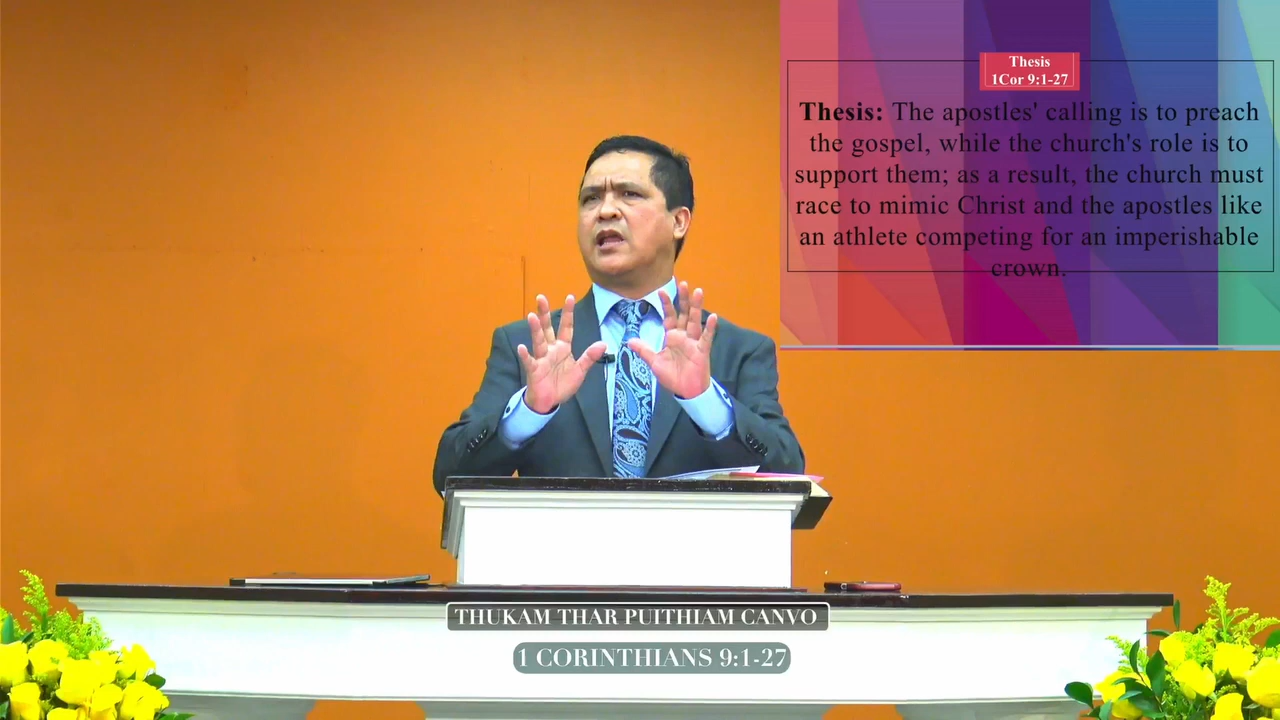 Thesis
1Cor 9:1-27
Thesis: The apostles' calling is to preach
the gospel, while the church's role is to
support them; as a result, the church must
race to mimic Christ and the apostles like
an athlete competing for an imperishable
crown.
THUKAM THAR PUITHIAM CANVO
1 CORINTHIANS 9:1-27